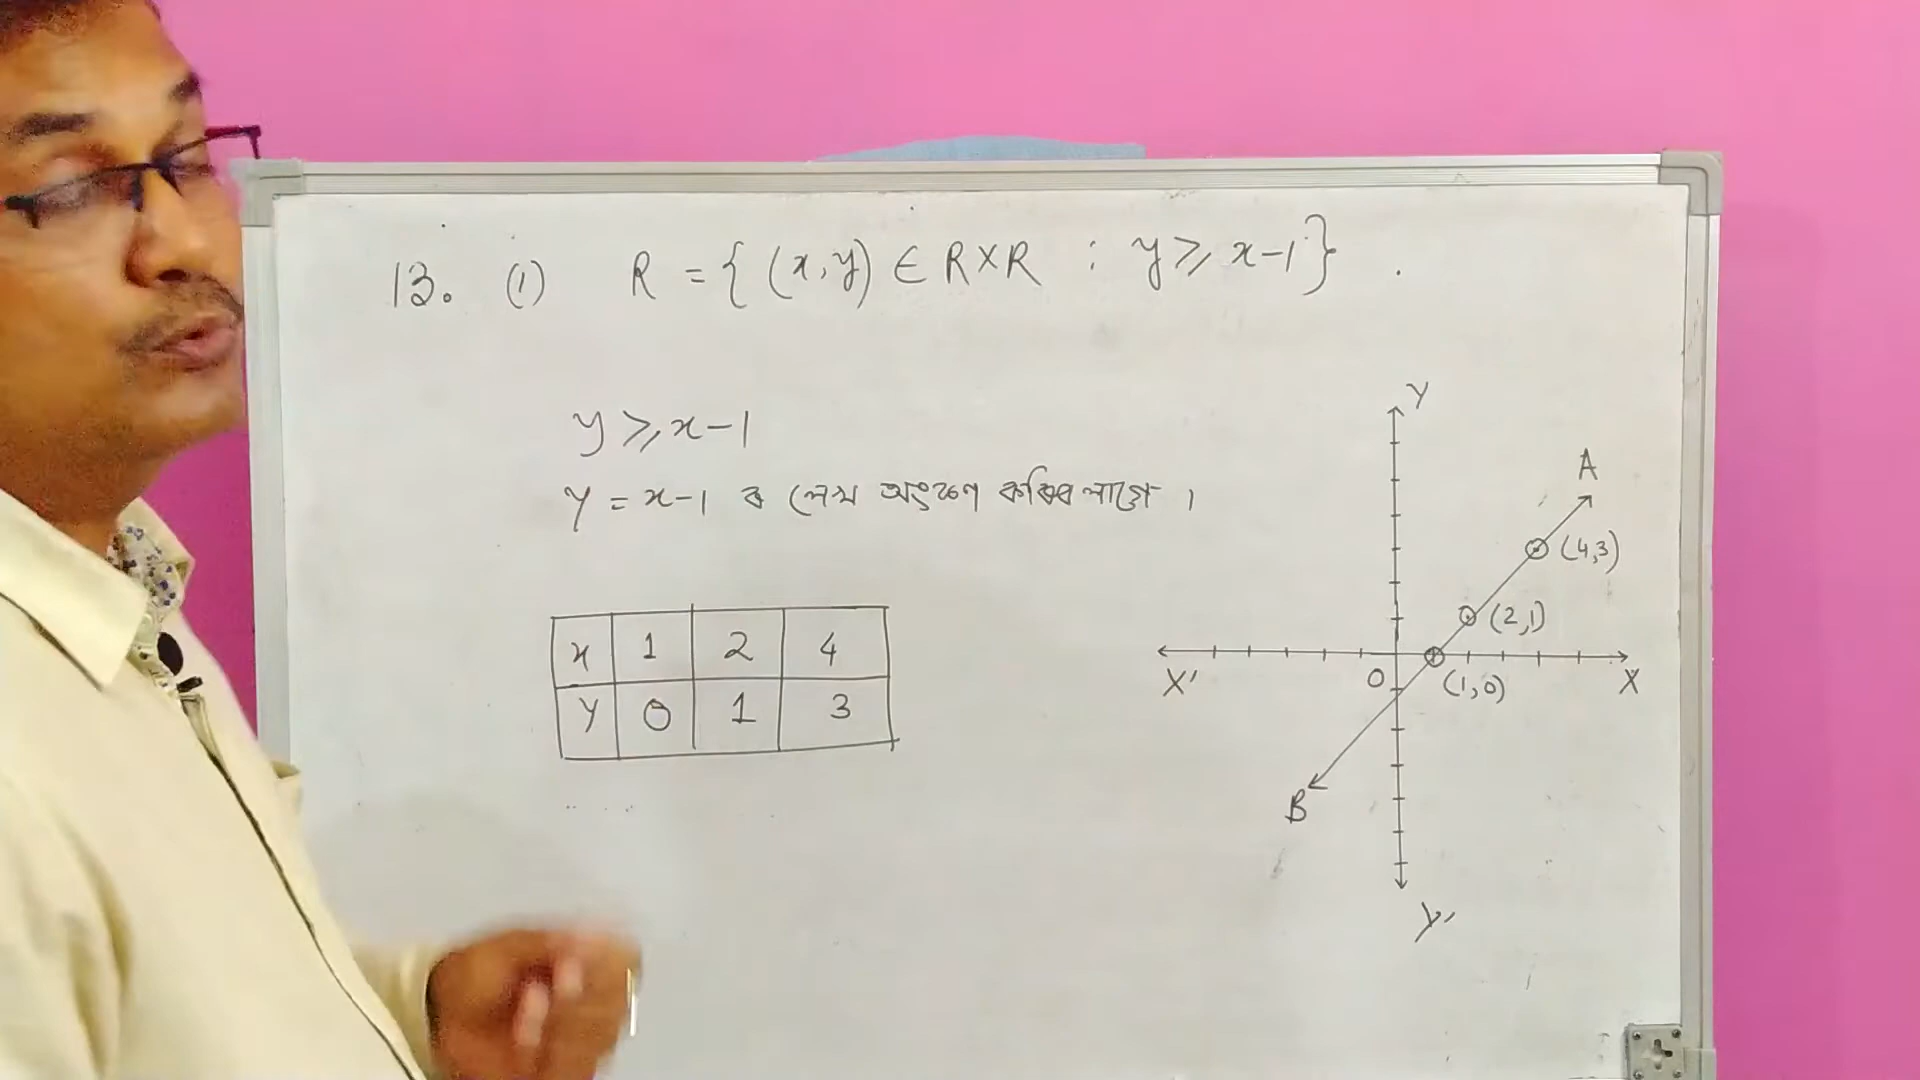 13. (i) R = { (x,y) ∈ R×R : y ⩾ x-1 }
y ⩾ x-1
y = x-1 ৰ লেখ অংকণ কৰিব লাগে ।
x 1 2 4
y 0 1 3
Y
A
(4,3)
(2,1)
X' O (1,0) X
B
Y'